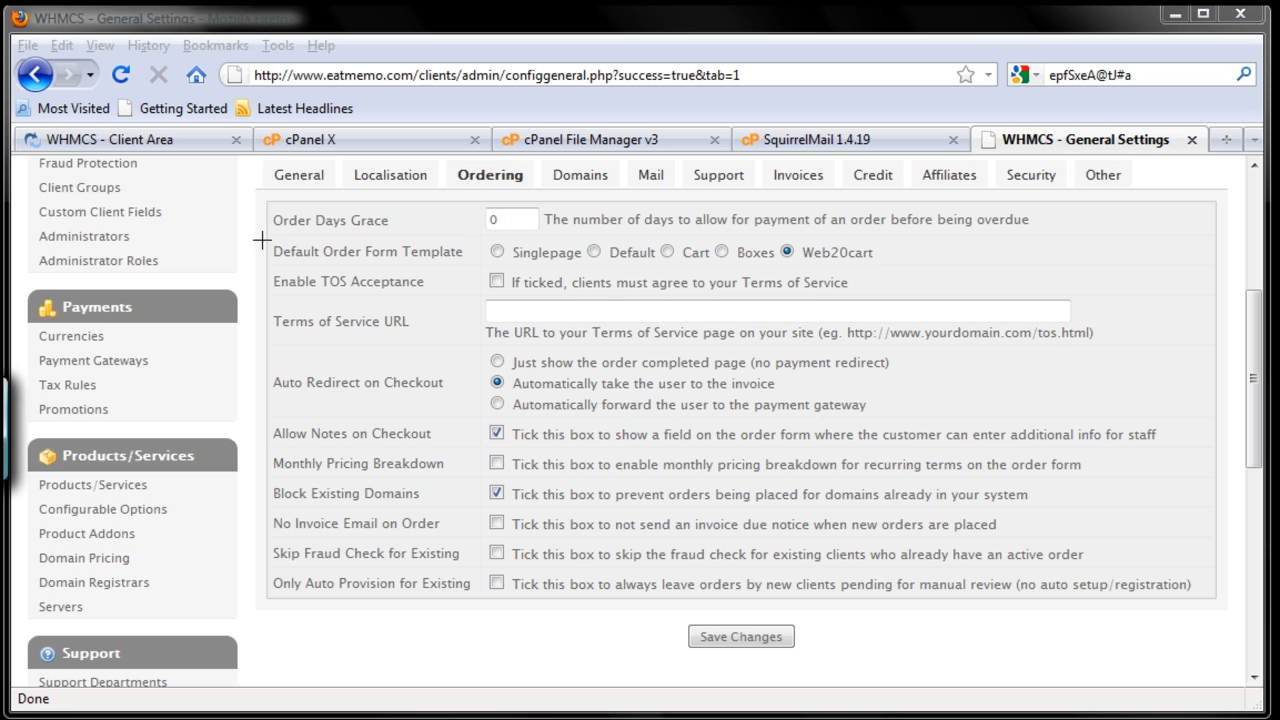 WHMCS - General Settings - Mozilla Firefox
File Edit View History Bookmarks Tools Help
http://www.eatmemo.com/clients/admin/configgeneral.php?success=true&tab=1
epfSxeA@tJ#a
Most Visited Getting Started Latest Headlines
WHMCS - Client Area cPanel X cPanel File Manager v3 SquirrelMail 1.4.19 WHMCS - General Settings
Fraud Protection
Client Groups
Custom Client Fields
Administrators
Administrator Roles
Payments
Currencies
Payment Gateways
Tax Rules
Promotions
Products/Services
Products/Services
Configurable Options
Product Addons
Domain Pricing
Domain Registrars
Servers
Support
Support Departments
General Localisation Ordering Domains Mail Support Invoices Credit Affiliates Security Other
Order Days Grace 0 The number of days to allow for payment of an order before being overdue
Default Order Form Template Singlepage Default Cart Boxes Web20cart
Enable TOS Acceptance If ticked, clients must agree to your Terms of Service
Terms of Service URL
The URL to your Terms of Service page on your site (eg. http://www.yourdomain.com/tos.html)
Auto Redirect on Checkout
Just show the order completed page (no payment redirect)
Automatically take the user to the invoice
Automatically forward the user to the payment gateway
Allow Notes on Checkout Tick this box to show a field on the order form where the customer can enter additional info for staff
Monthly Pricing Breakdown Tick this box to enable monthly pricing breakdown for recurring terms on the order form
Block Existing Domains Tick this box to prevent orders being placed for domains already in your system
No Invoice Email on Order Tick this box to not send an invoice due notice when new orders are placed
Skip Fraud Check for Existing Tick this box to skip the fraud check for existing clients who already have an active order
Only Auto Provision for Existing Tick this box to always leave orders by new clients pending for manual review (no auto setup/registration)
Save Changes
Done